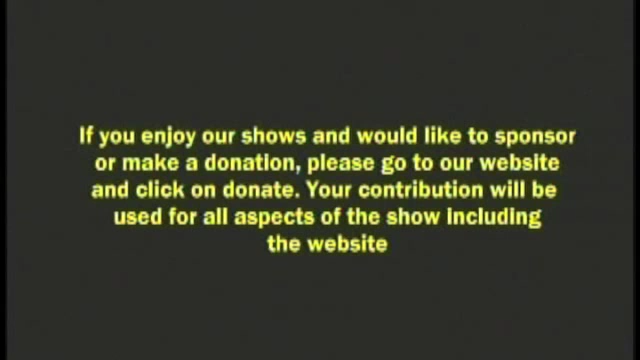 If you enjoy our shows and would like to sponsor
or make a donation, please go to our website
and click on donate. Your contribution will be
used for all aspects of the show including
the website